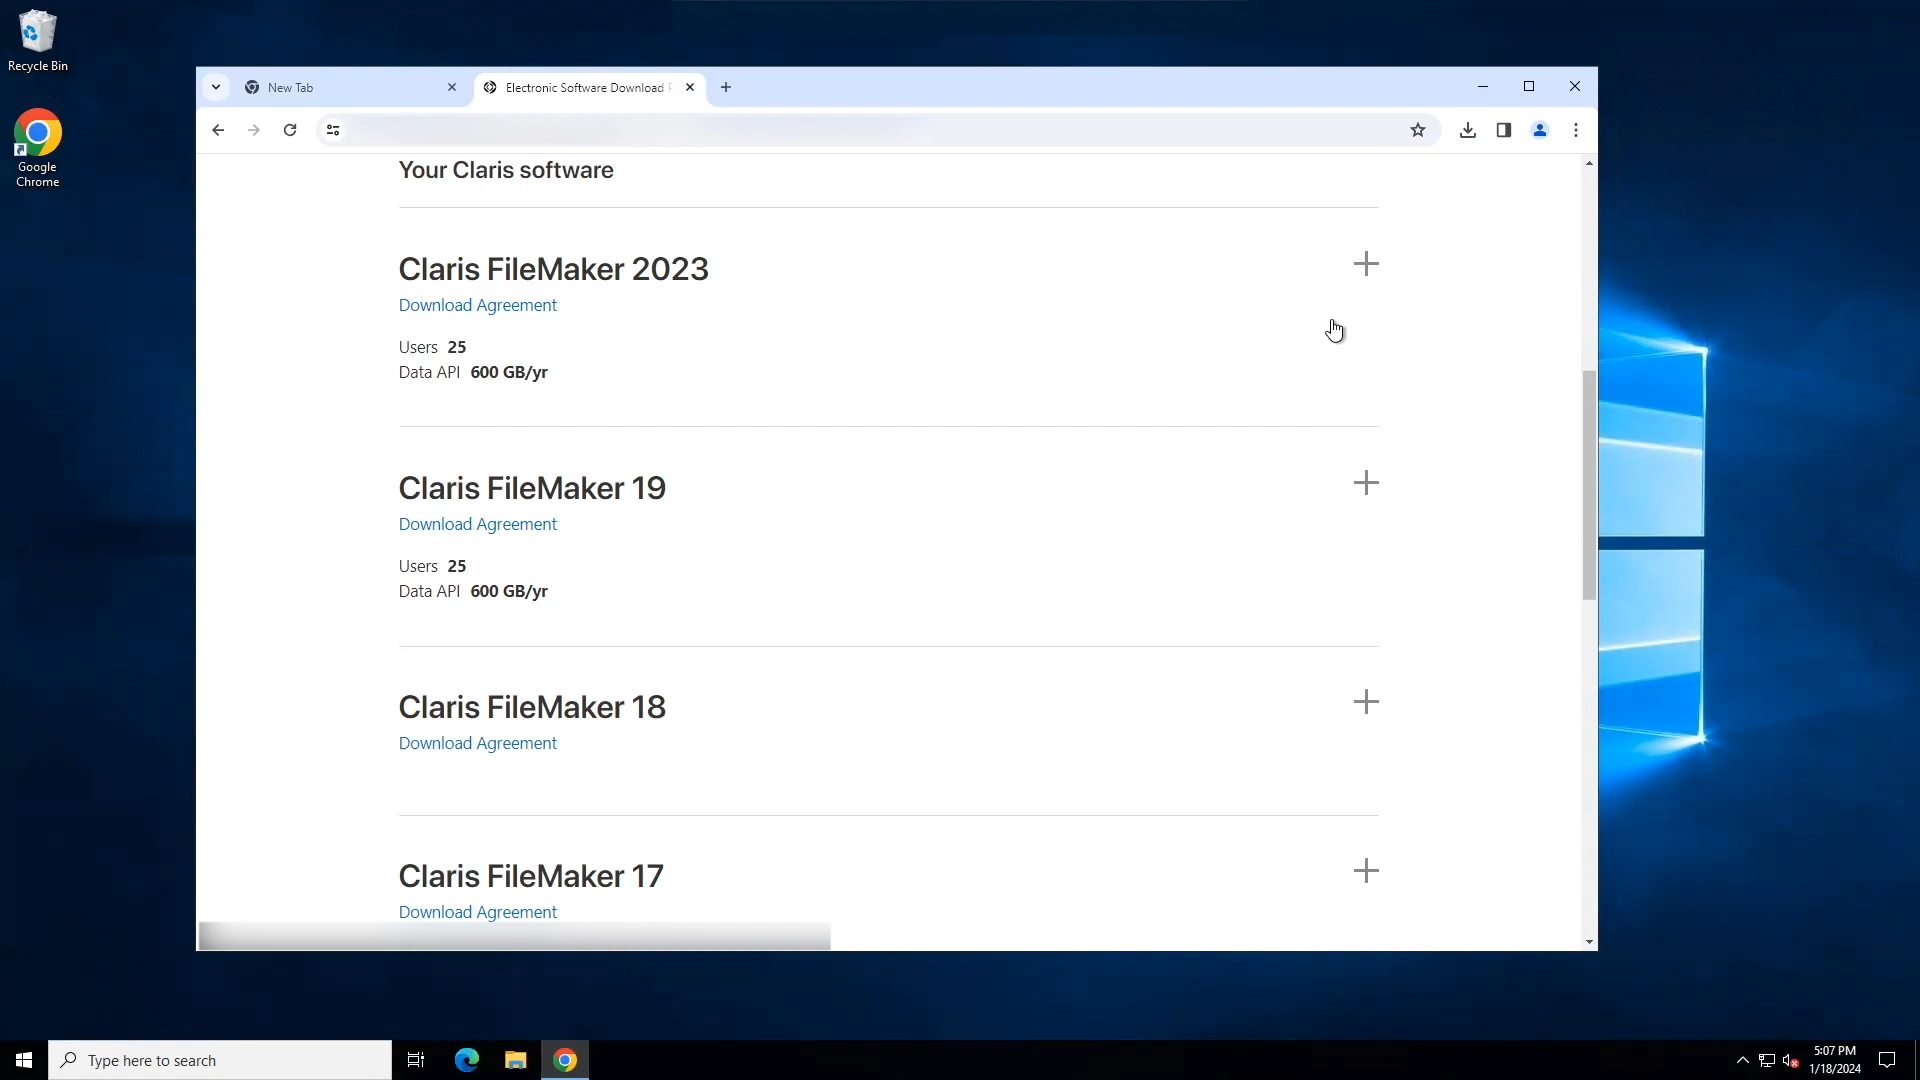 Recycle Bin
Google
Chrome
New Tab
Electronic Software Download
Your Claris software
Claris FileMaker 2023
Download Agreement
Users 25
Data API 600 GB/yr
Claris FileMaker 19
Download Agreement
Users 25
Data API 600 GB/yr
Claris FileMaker 18
Download Agreement
Claris FileMaker 17
Download Agreement
Type here to search
5:07 PM
1/18/2024